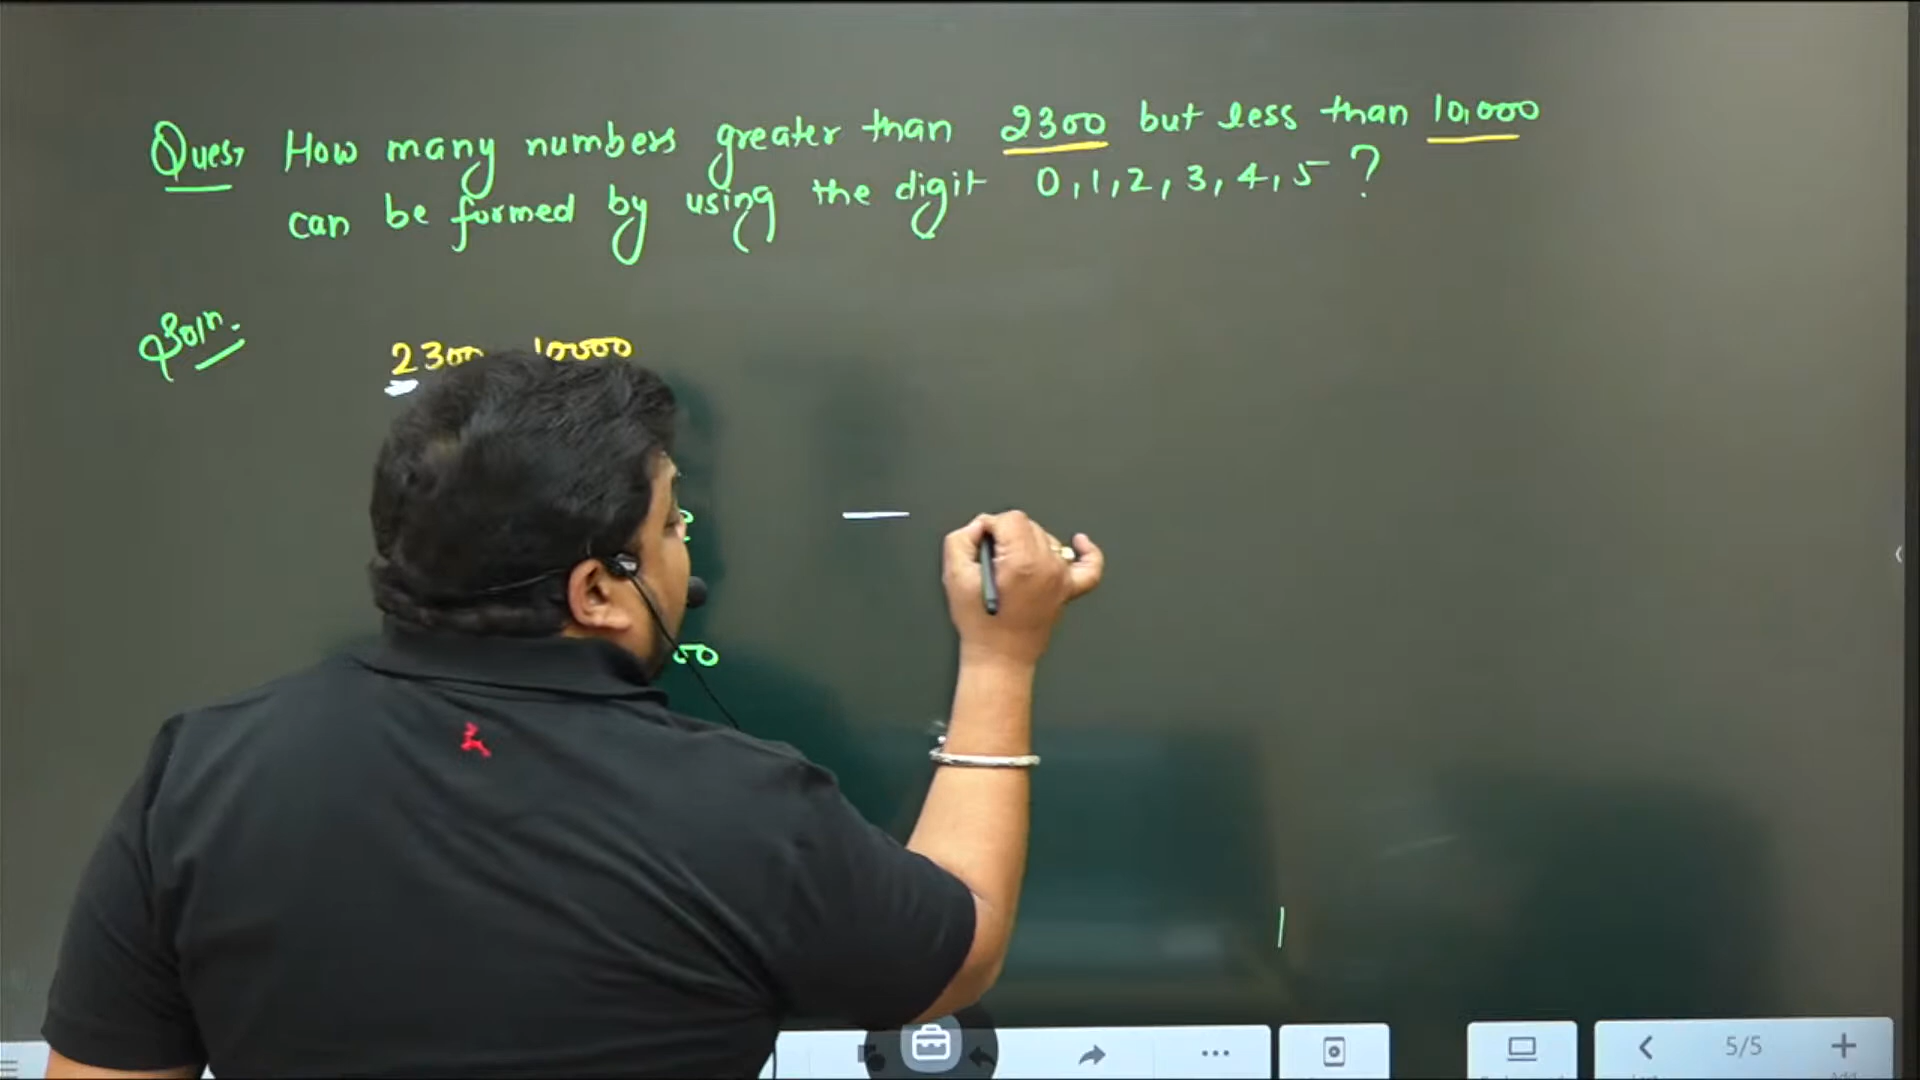 Ques, How many numbers greater than 2300 but less than 10,000
can be formed by using the digit 0,1,2,3,4,5 ?
Soln.
2300 10000
00
5/5